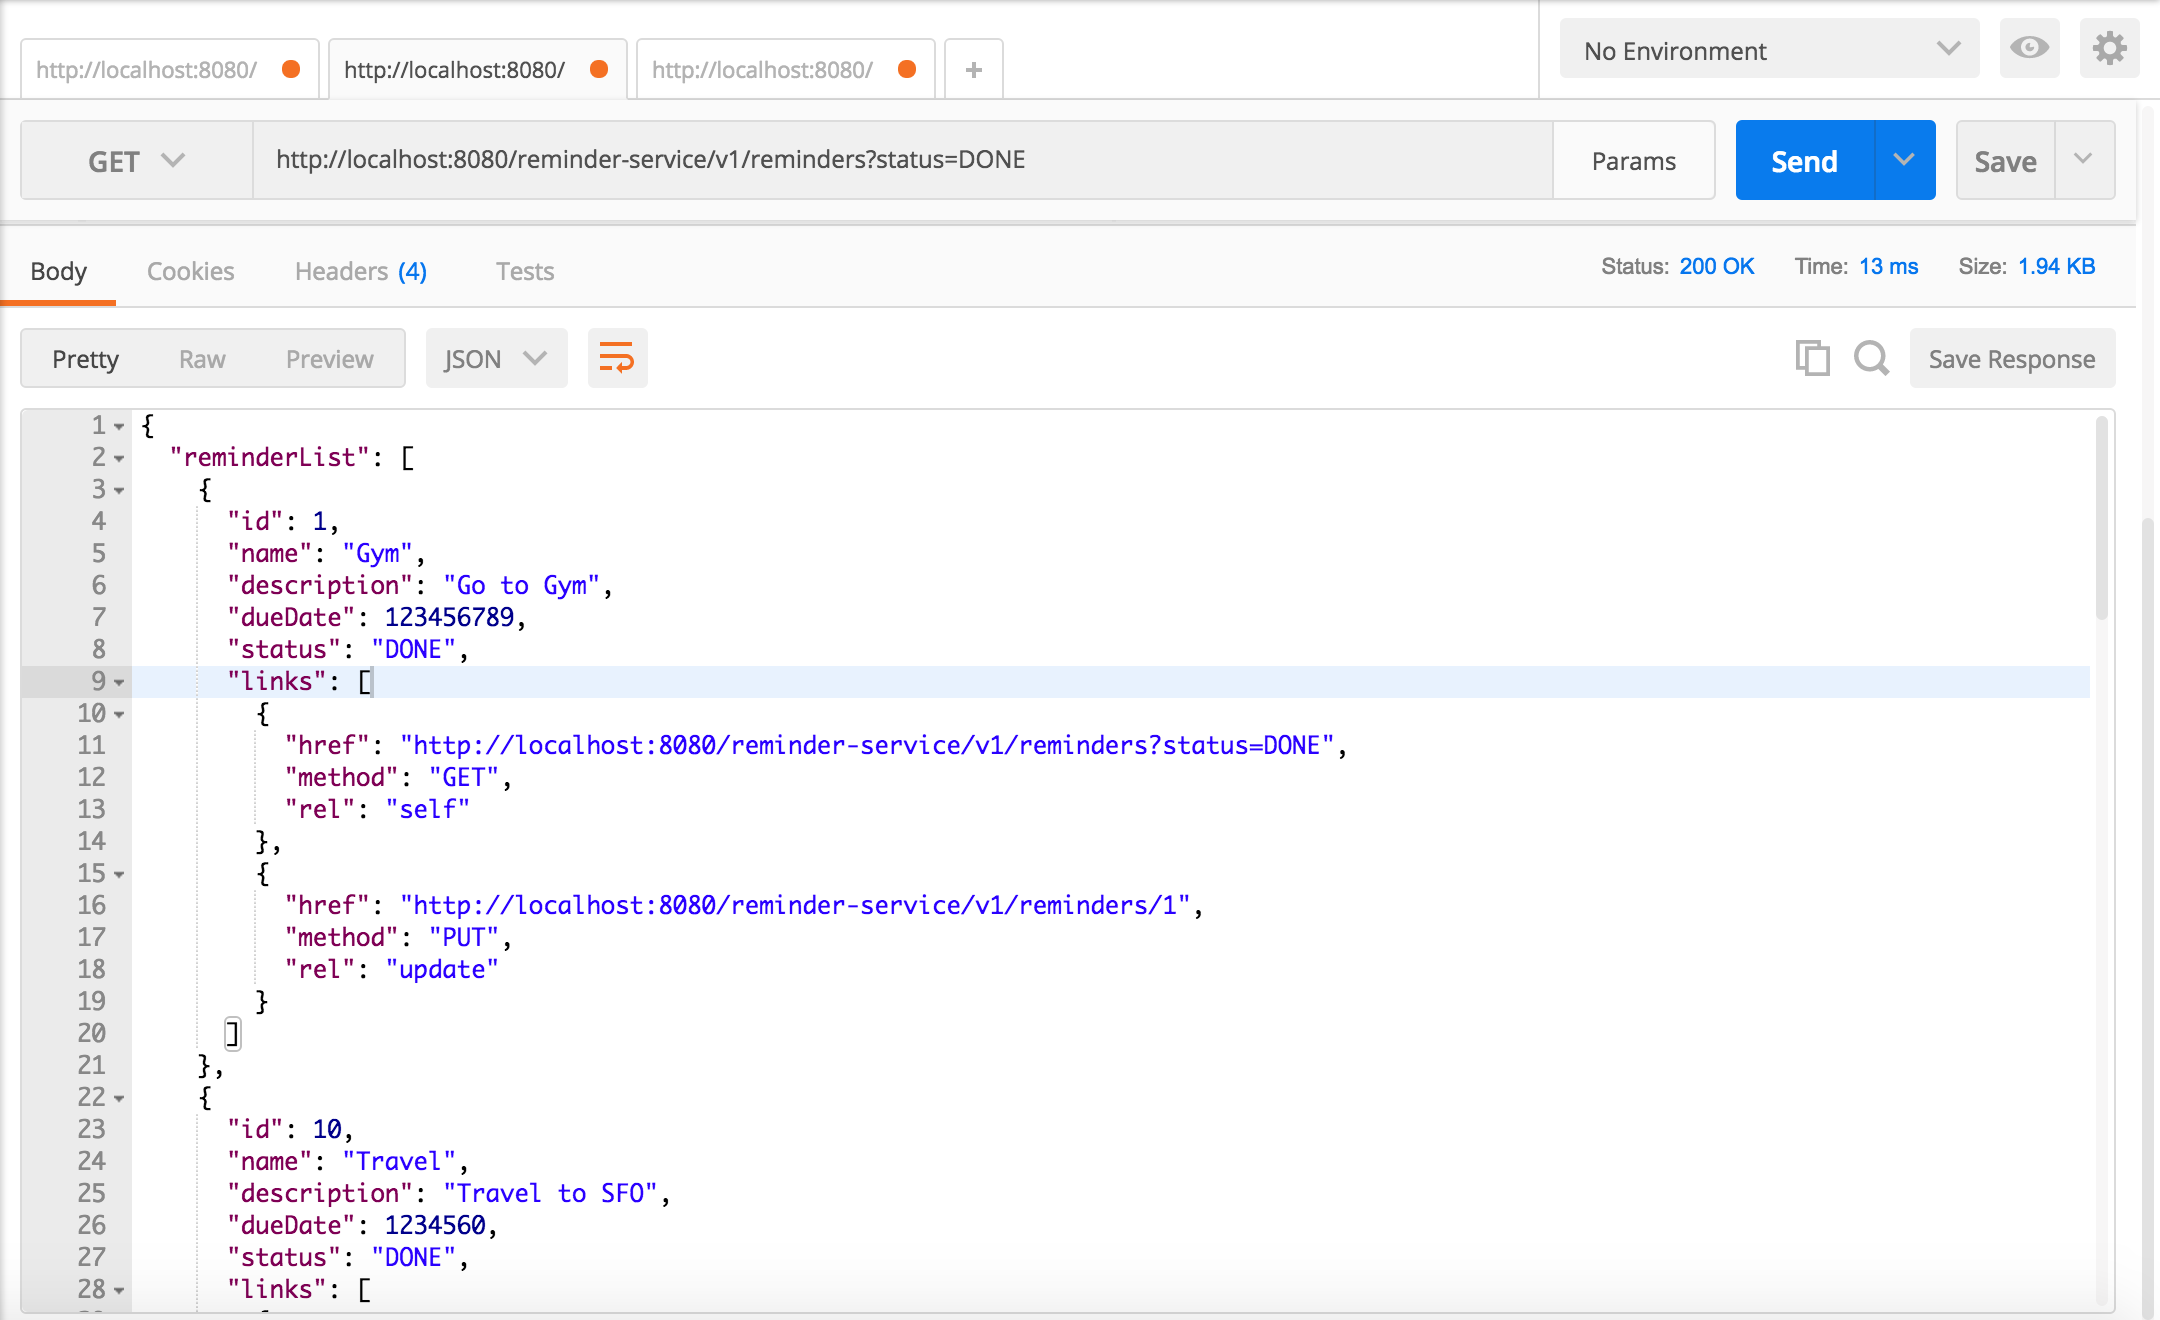 http://localhost:8080/ http://localhost:8080/ http://localhost:8080/ + No Environment
GET http://localhost:8080/reminder-service/v1/reminders?status=DONE Params Send Save
Body Cookies Headers (4) Tests Status: 200 OK Time: 13 ms Size: 1.94 KB
Pretty Raw Preview JSON Save Response
1 {
2 "reminderList": [
3 {
4 "id": 1,
5 "name": "Gym",
6 "description": "Go to Gym",
7 "dueDate": 123456789,
8 "status": "DONE",
9 "links": [
10 {
11 "href": "http://localhost:8080/reminder-service/v1/reminders?status=DONE",
12 "method": "GET",
13 "rel": "self"
14 },
15 {
16 "href": "http://localhost:8080/reminder-service/v1/reminders/1",
17 "method": "PUT",
18 "rel": "update"
19 }
20 ]
21 },
22 {
23 "id": 10,
24 "name": "Travel",
25 "description": "Travel to SFO",
26 "dueDate": 1234560,
27 "status": "DONE",
28 "links": [